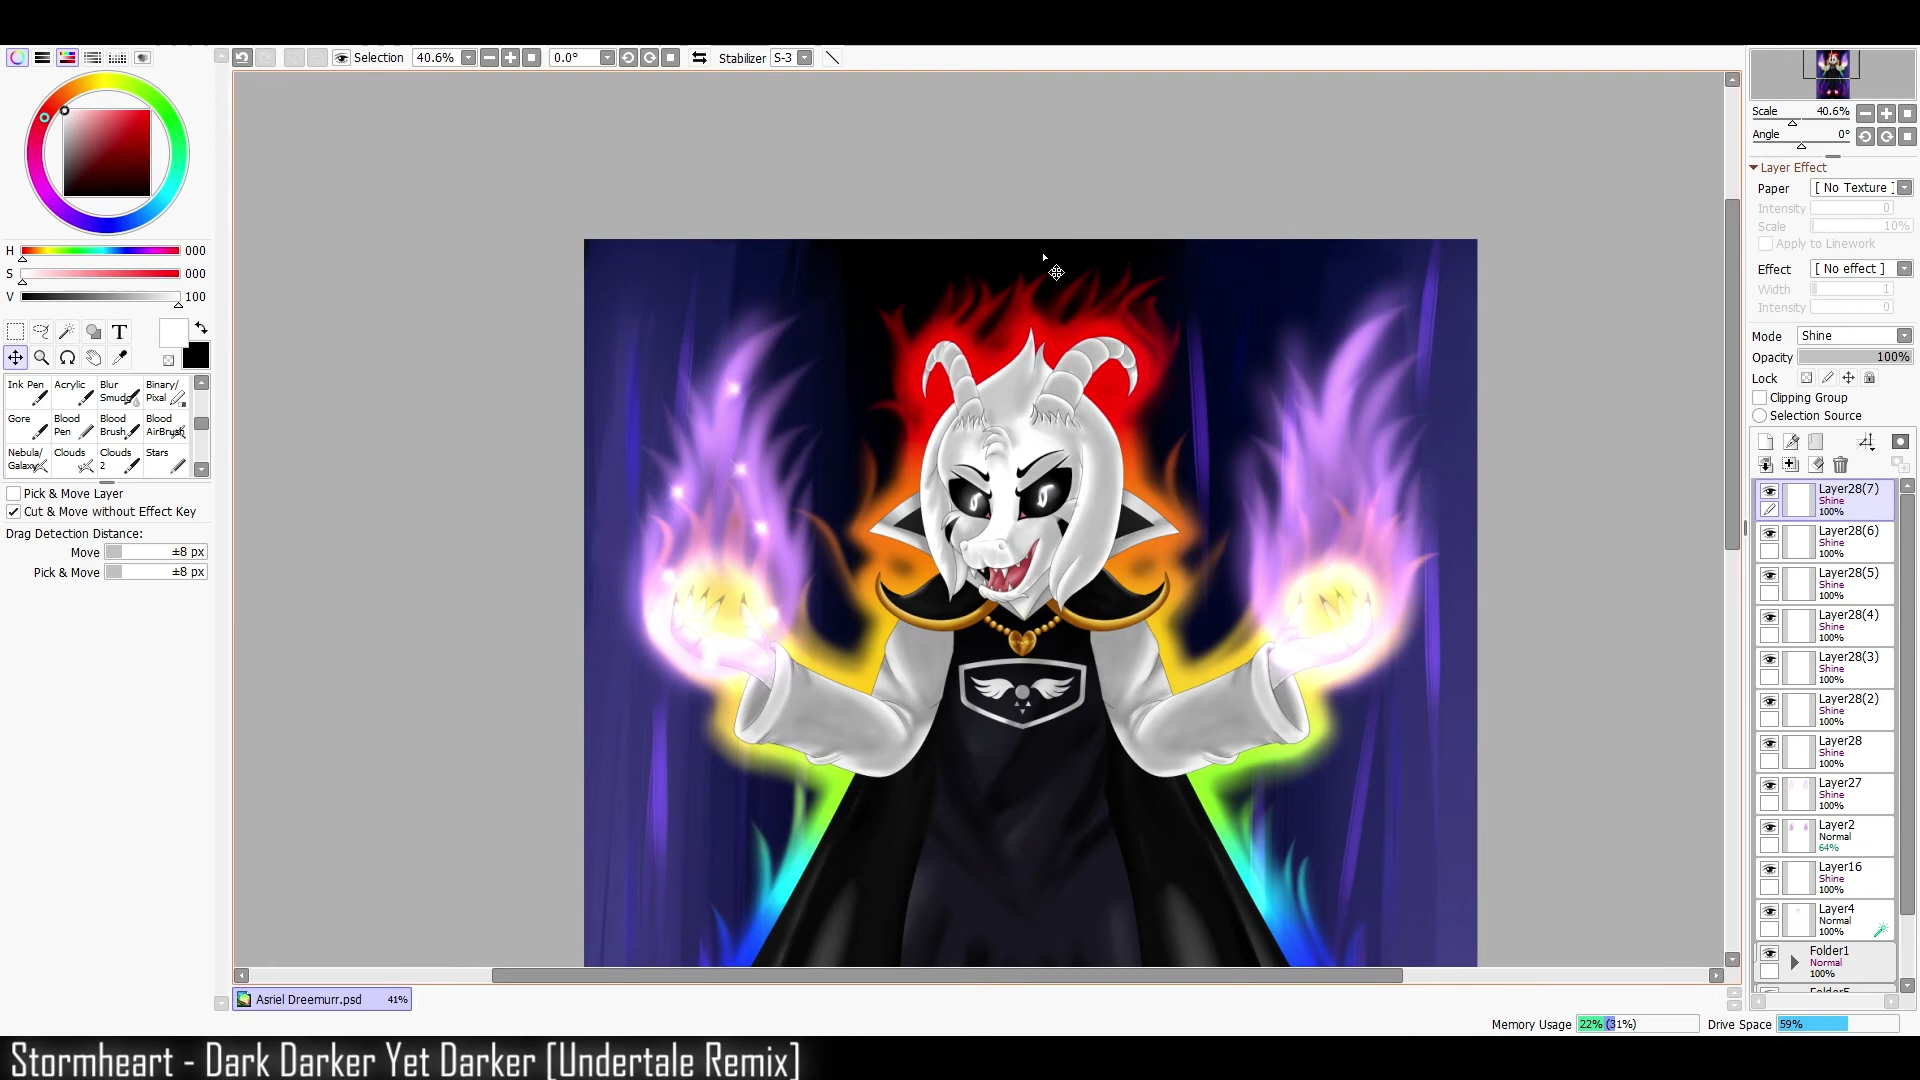 Selection 40.6% 0.0° Stabilizer S-3
H 000
S 000
V 100
T
Ink Pen Acrylic Blur Smudg Binary/ Pixal
Gore Blood Pen Blood Brush Blood AirBrush
Nebula/ Galaxy Clouds Clouds 2 Stars
Pick & Move Layer
Cut & Move without Effect Key
Drag Detection Distance:
Move ±8 px
Pick & Move ±8 px
Scale 40.6%
Angle 0°
Layer Effect
Paper [ No Texture ]
Intensity 0
Scale 10%
Apply to Linework
Effect [ No effect ]
Width 1
Intensity 0
Mode Shine
Opacity 100%
Lock
Clipping Group
Selection Source
Layer28(7)
Shine
100%
Layer28(6)
Shine
100%
Layer28(5)
Shine
100%
Layer28(4)
Shine
100%
Layer28(3)
Shine
100%
Layer28(2)
Shine
100%
Layer28
Shine
100%
Layer27
Shine
100%
Layer2
Normal
64%
Layer16
Shine
100%
Layer4
Normal
100%
Folder1
Normal
100%
Asriel Dreemurr.psd 41%
Memory Usage 22% (31%) Drive Space 59%
Stormheart - Dark Darker Yet Darker [Undertale Remix]